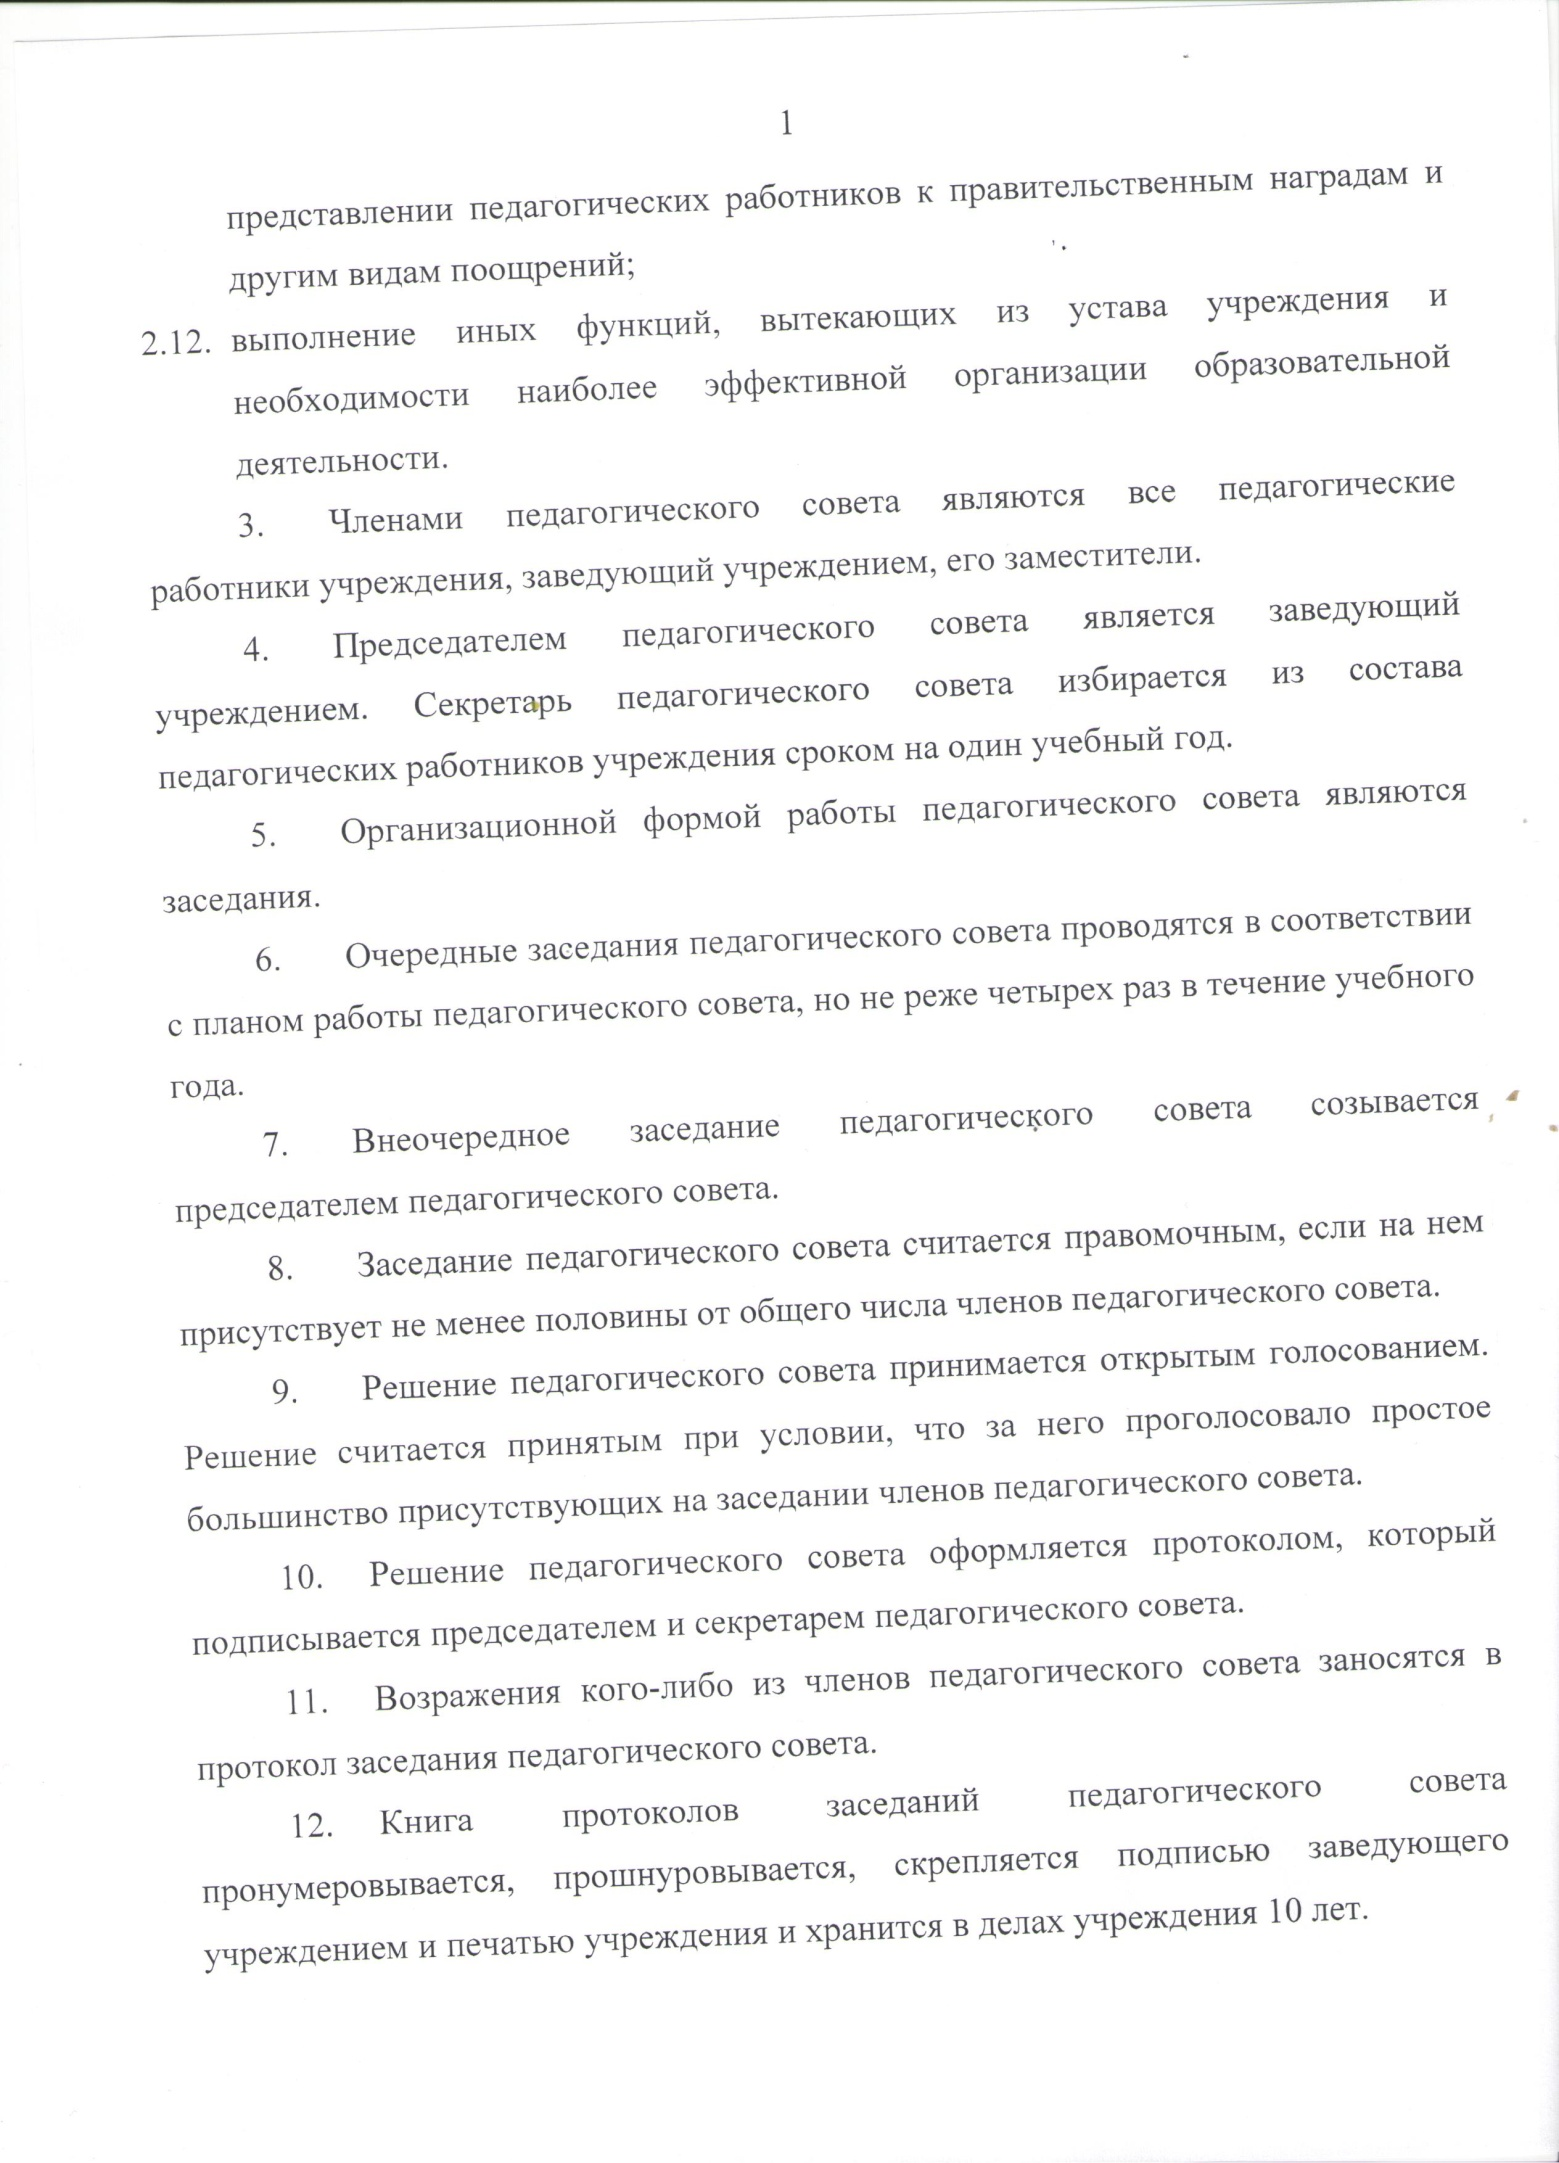 1
представлении педагогических работников к правительственным наградам и
другим видам поощрений;
2.12. выполнение иных функций, вытекающих из устава учреждения и
необходимости наиболее эффективной организации образовательной
деятельности.
3. Членами педагогического совета являются все педагогические
работники учреждения, заведующий учреждением, его заместители.
4. Председателем педагогического совета является заведующий
учреждением. Секретарь педагогического совета избирается из состава
педагогических работников учреждения сроком на один учебный год.
5. Организационной формой работы педагогического совета являются
заседания.
6. Очередные заседания педагогического совета проводятся в соответствии
с планом работы педагогического совета, но не реже четырех раз в течение учебного
года.
7. Внеочередное заседание педагогического совета созывается
председателем педагогического совета.
8. Заседание педагогического совета считается правомочным, если на нем
присутствует не менее половины от общего числа членов педагогического совета.
9. Решение педагогического совета принимается открытым голосованием.
Решение считается принятым при условии, что за него проголосовало простое
большинство присутствующих на заседании членов педагогического совета.
10. Решение педагогического совета оформляется протоколом, который
подписывается председателем и секретарем педагогического совета.
11. Возражения кого-либо из членов педагогического совета заносятся в
протокол заседания педагогического совета.
12. Книга протоколов заседаний педагогического совета
пронумеровывается, прошнуровывается, скрепляется подписью заведующего
учреждением и печатью учреждения и хранится в делах учреждения 10 лет.